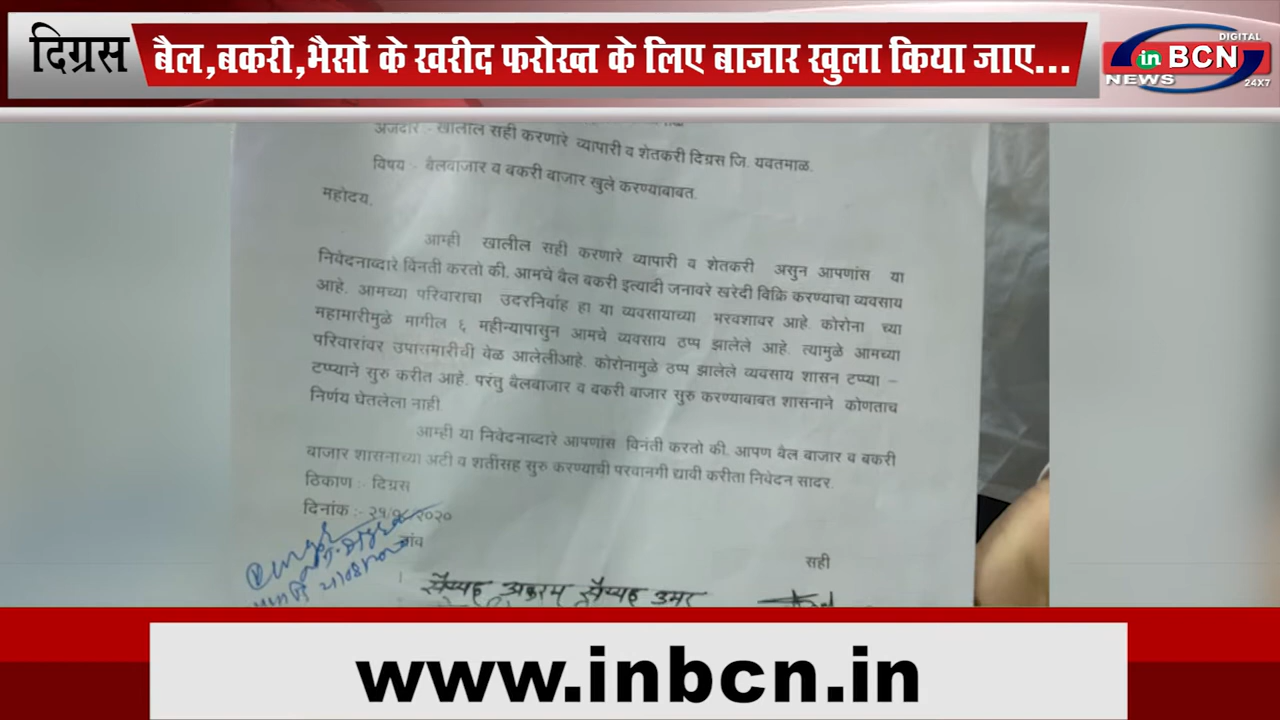 दिग्रस
बैल,बकरी,भैसों के खरीद फरोख्त के लिए बाजार खुला किया जाए...
DIGITAL
in BCN
NEWS
24X7
अर्जदार :- खालील सही करणारे व्यापारी व शेतकरी दिग्रस जि. यवतमाळ.
विषय :- बैलबाजार व बकरी बाजार खुले करण्याबाबत.
महोदय,
आम्ही खालील सही करणारे व्यापारी व शेतकरी असुन आपणांस या
निवेदनाव्दारे विनती करतो की, आमचे बैल बकरी इत्वादी जनावरे खरेदी विक्रि करण्याचा व्यवसाय
आहे. आमच्या परिवाराचा उदरनिर्वाह हा या व्यवसायाच्या भरवशावर आहे. कोरोना च्या
महामारीमुळे मागील ६ महीन्यापासुन आमचे व्यवसाय ठप्प झालेले आहे. त्यामुळे आमच्या
परिवारांवर उपासमारीची वेळ आलेलीआहे. कोरोनामुळे ठप्प झालेले व्यवसाय शासन टप्प्या –
टप्प्याने सुरु करीत आहे. परंतु बैलबाजार व बकरी बाजार सुरु करण्याबाबत शासनाने कोणताच
निर्णय घेतलेला नाही.
आम्ही या निवेदनाव्दारे आपणांस विनंती करतो की, आपण बैल बाजार व बकरी
बाजार शासनाच्या अटी व शर्तीसह सुरु करण्याची परवानगी द्यावी करीता निवेदन सादर.
ठिकाण :- दिग्रस
दिनांक :- २०२०
गांव
सही
सैय्यद अकरम सैय्यद उमर
www.inbcn.in